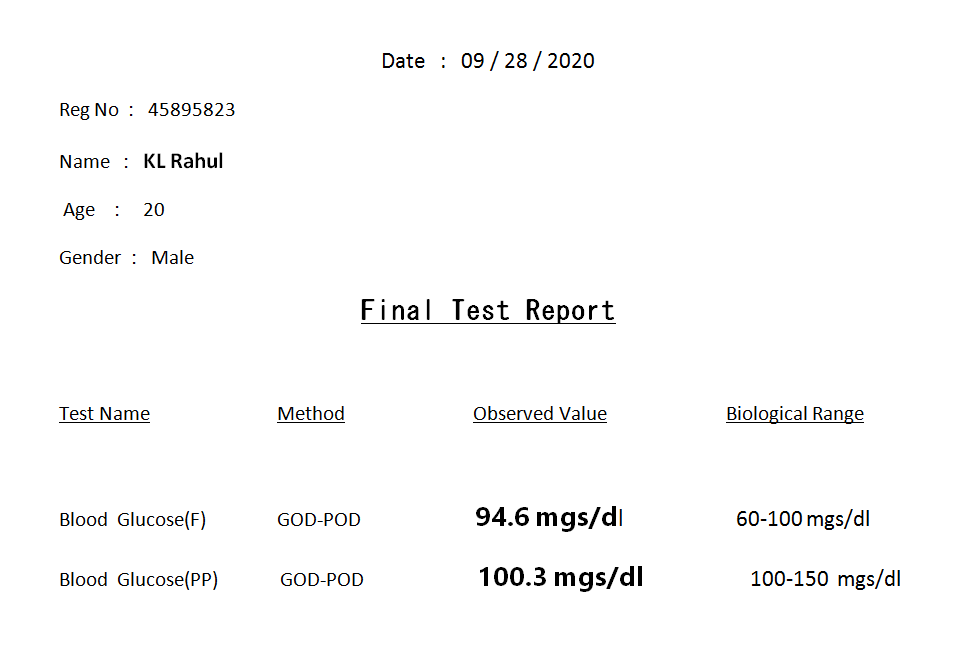 Date : 09 / 28 / 2020
Reg No : 45895823
Name : KL Rahul
Age : 20
Gender : Male
Final Test Report
Test Name Method Observed Value Biological Range
Blood Glucose(F) GOD-POD 94.6 mgs/dl 60-100 mgs/dl
Blood Glucose(PP) GOD-POD 100.3 mgs/dl 100-150 mgs/dl